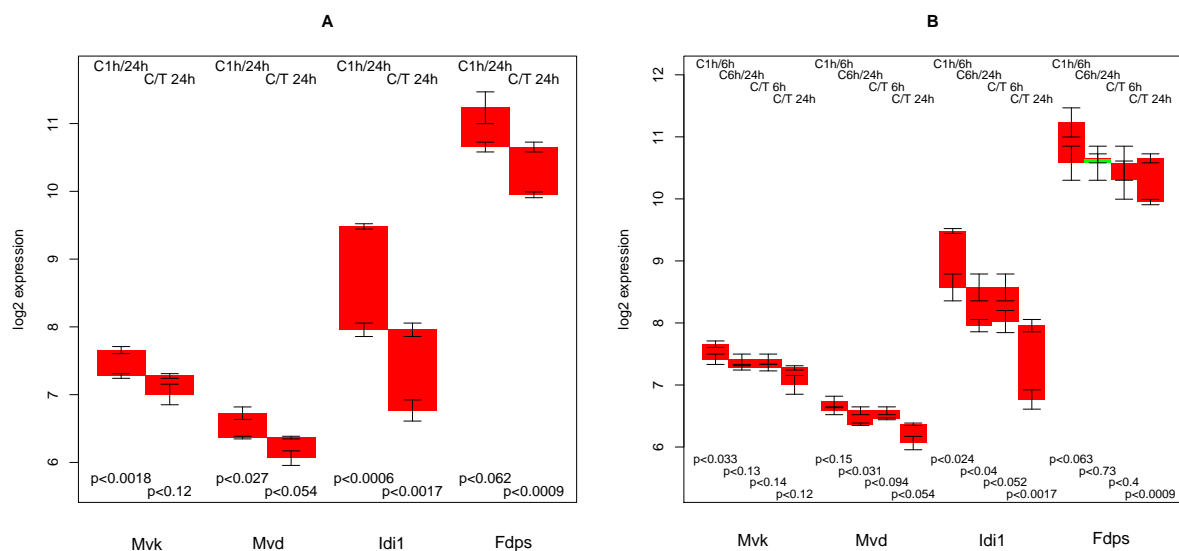 A
C1h/24h C1h/24h C1h/24h C1h/24h
C/T 24h C/T 24h C/T 24h C/T 24h
11
10
9
8
7
6
log2 expression
p<0.0018 p<0.027 p<0.0006 p<0.062
p<0.12 p<0.054 p<0.0017 p<0.0009
Mvk Mvd Idi1 Fdps
B
C1h/6h C1h/6h C1h/6h C1h/6h
C6h/24h C6h/24h C6h/24h C6h/24h
C/T 6h C/T 6h C/T 6h C/T 6h
C/T 24h C/T 24h C/T 24h C/T 24h
12
11
10
9
8
7
6
log2 expression
p<0.033 p<0.15 p<0.024 p<0.063
p<0.13 p<0.031 p<0.04 p<0.73
p<0.14 p<0.094 p<0.052 p<0.4
p<0.12 p<0.054 p<0.0017 p<0.0009
Mvk Mvd Idi1 Fdps